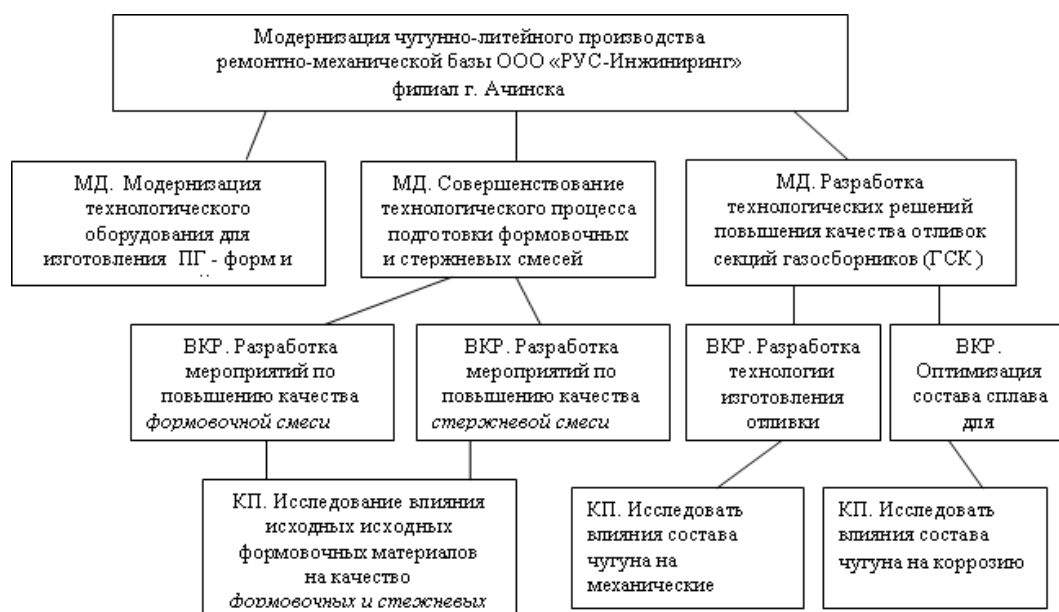 Модернизация чугунно-литейного производства
ремонтно-механической базы ООО «РУС-Инжиниринг»
филиал г. Ачинска
МД. Модернизация
технологического
оборудования для
изготовления ПГ - форм и
МД. Совершенствование
технологического процесса
подготовки формовочных
и стержневых смесей
МД. Разработка
технологических решений
повышения качества отливок
секций газосборников (ГСК )
ВКР. Разработка
мероприятий по
повышению качества
формовочной смеси
ВКР. Разработка
мероприятий по
повышению качества
стержневой смеси
ВКР. Разработка
технологии
изготовления
отливки
ВКР.
Оптимизация
состава сплава
для
КП. Исследование влияния
исходных исходных
формовочных материалов
на качество
формовочных и стежневых
КП. Исследовать
влияния состава
чугуна на
механические
КП. Исследовать
влияния состава
чугуна на коррозию